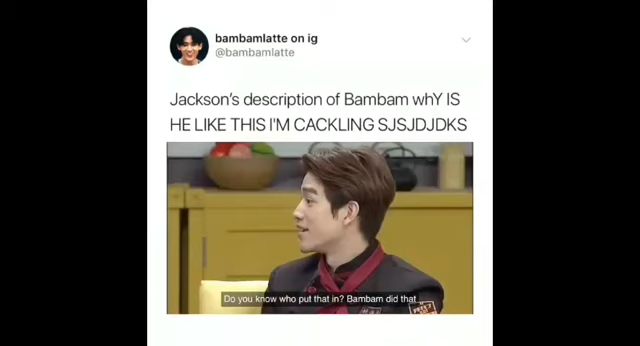 bambamlatte on ig
@bambamlatte
Jackson's description of Bambam whY IS
HE LIKE THIS I'M CACKLING SJSJDJDKS
Do you know who put that in? Bambam did that